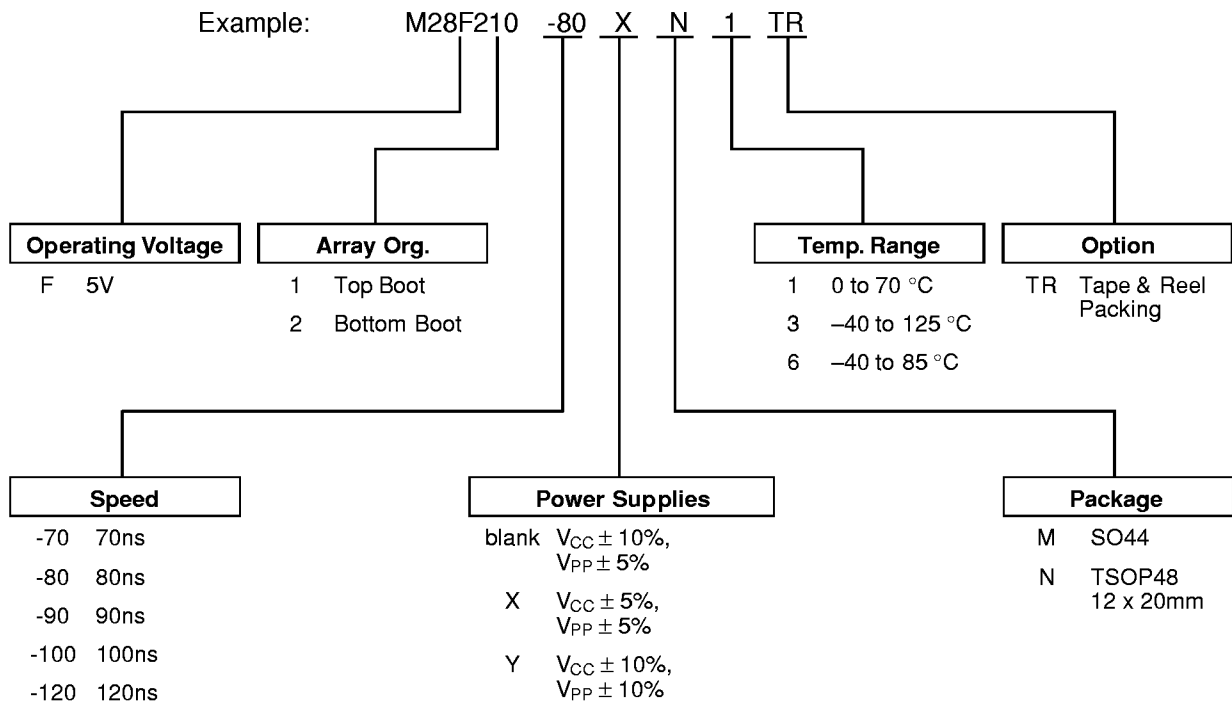 Example: M28F210 -80 X N 1 TR
Operating Voltage
F 5V
Array Org.
1 Top Boot
2 Bottom Boot
Temp. Range
1 0 to 70 °C
3 –40 to 125 °C
6 –40 to 85 °C
Option
TR Tape & Reel
Packing
Speed
-70 70ns
-80 80ns
-90 90ns
-100 100ns
-120 120ns
Power Supplies
blank VCC ± 10%,
VPP ± 5%
X VCC ± 5%,
VPP ± 5%
Y VCC ± 10%,
VPP ± 10%
Package
M SO44
N TSOP48
12 x 20mm